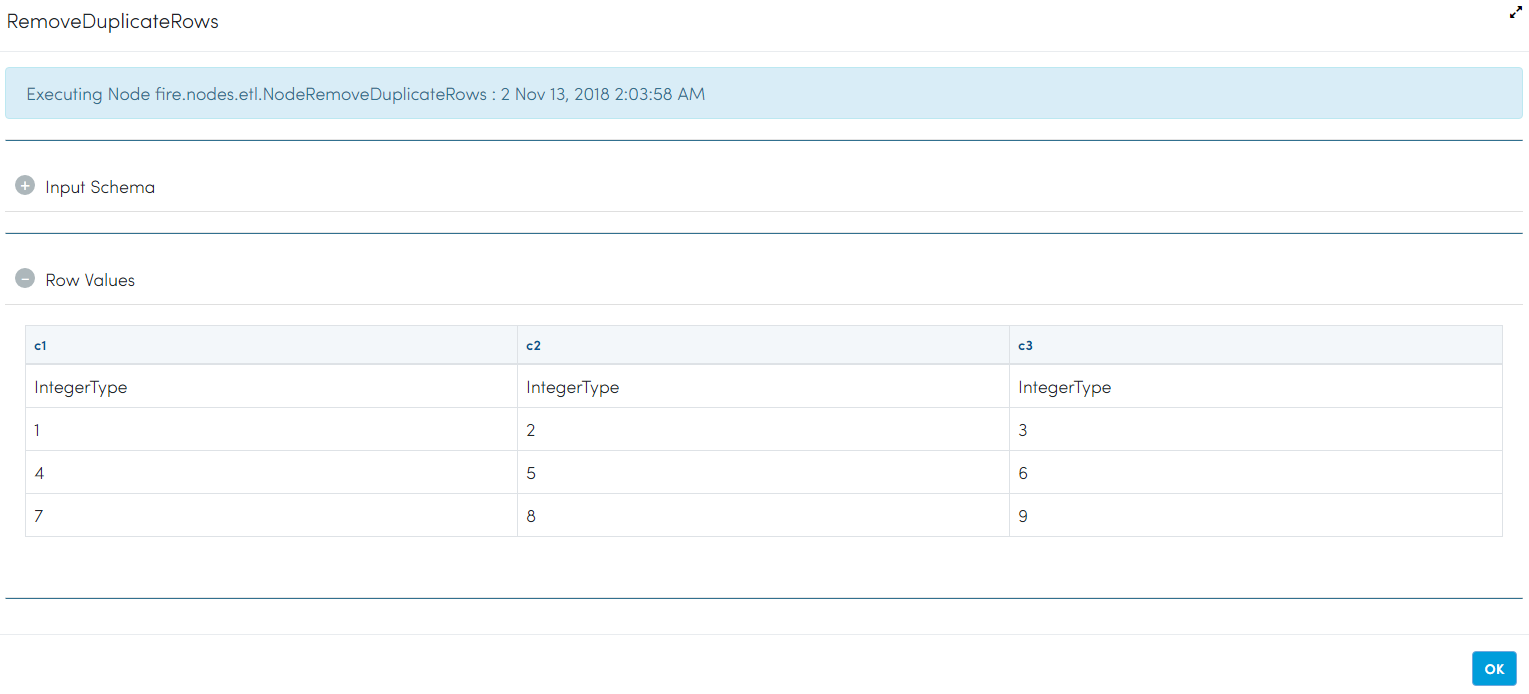 RemoveDuplicateRows
Executing Node fire.nodes.etl.NodeRemoveDuplicateRows : 2 Nov 13, 2018 2:03:58 AM
Input Schema
Row Values
c1 c2 c3
IntegerType IntegerType IntegerType
1 2 3
4 5 6
7 8 9
OK